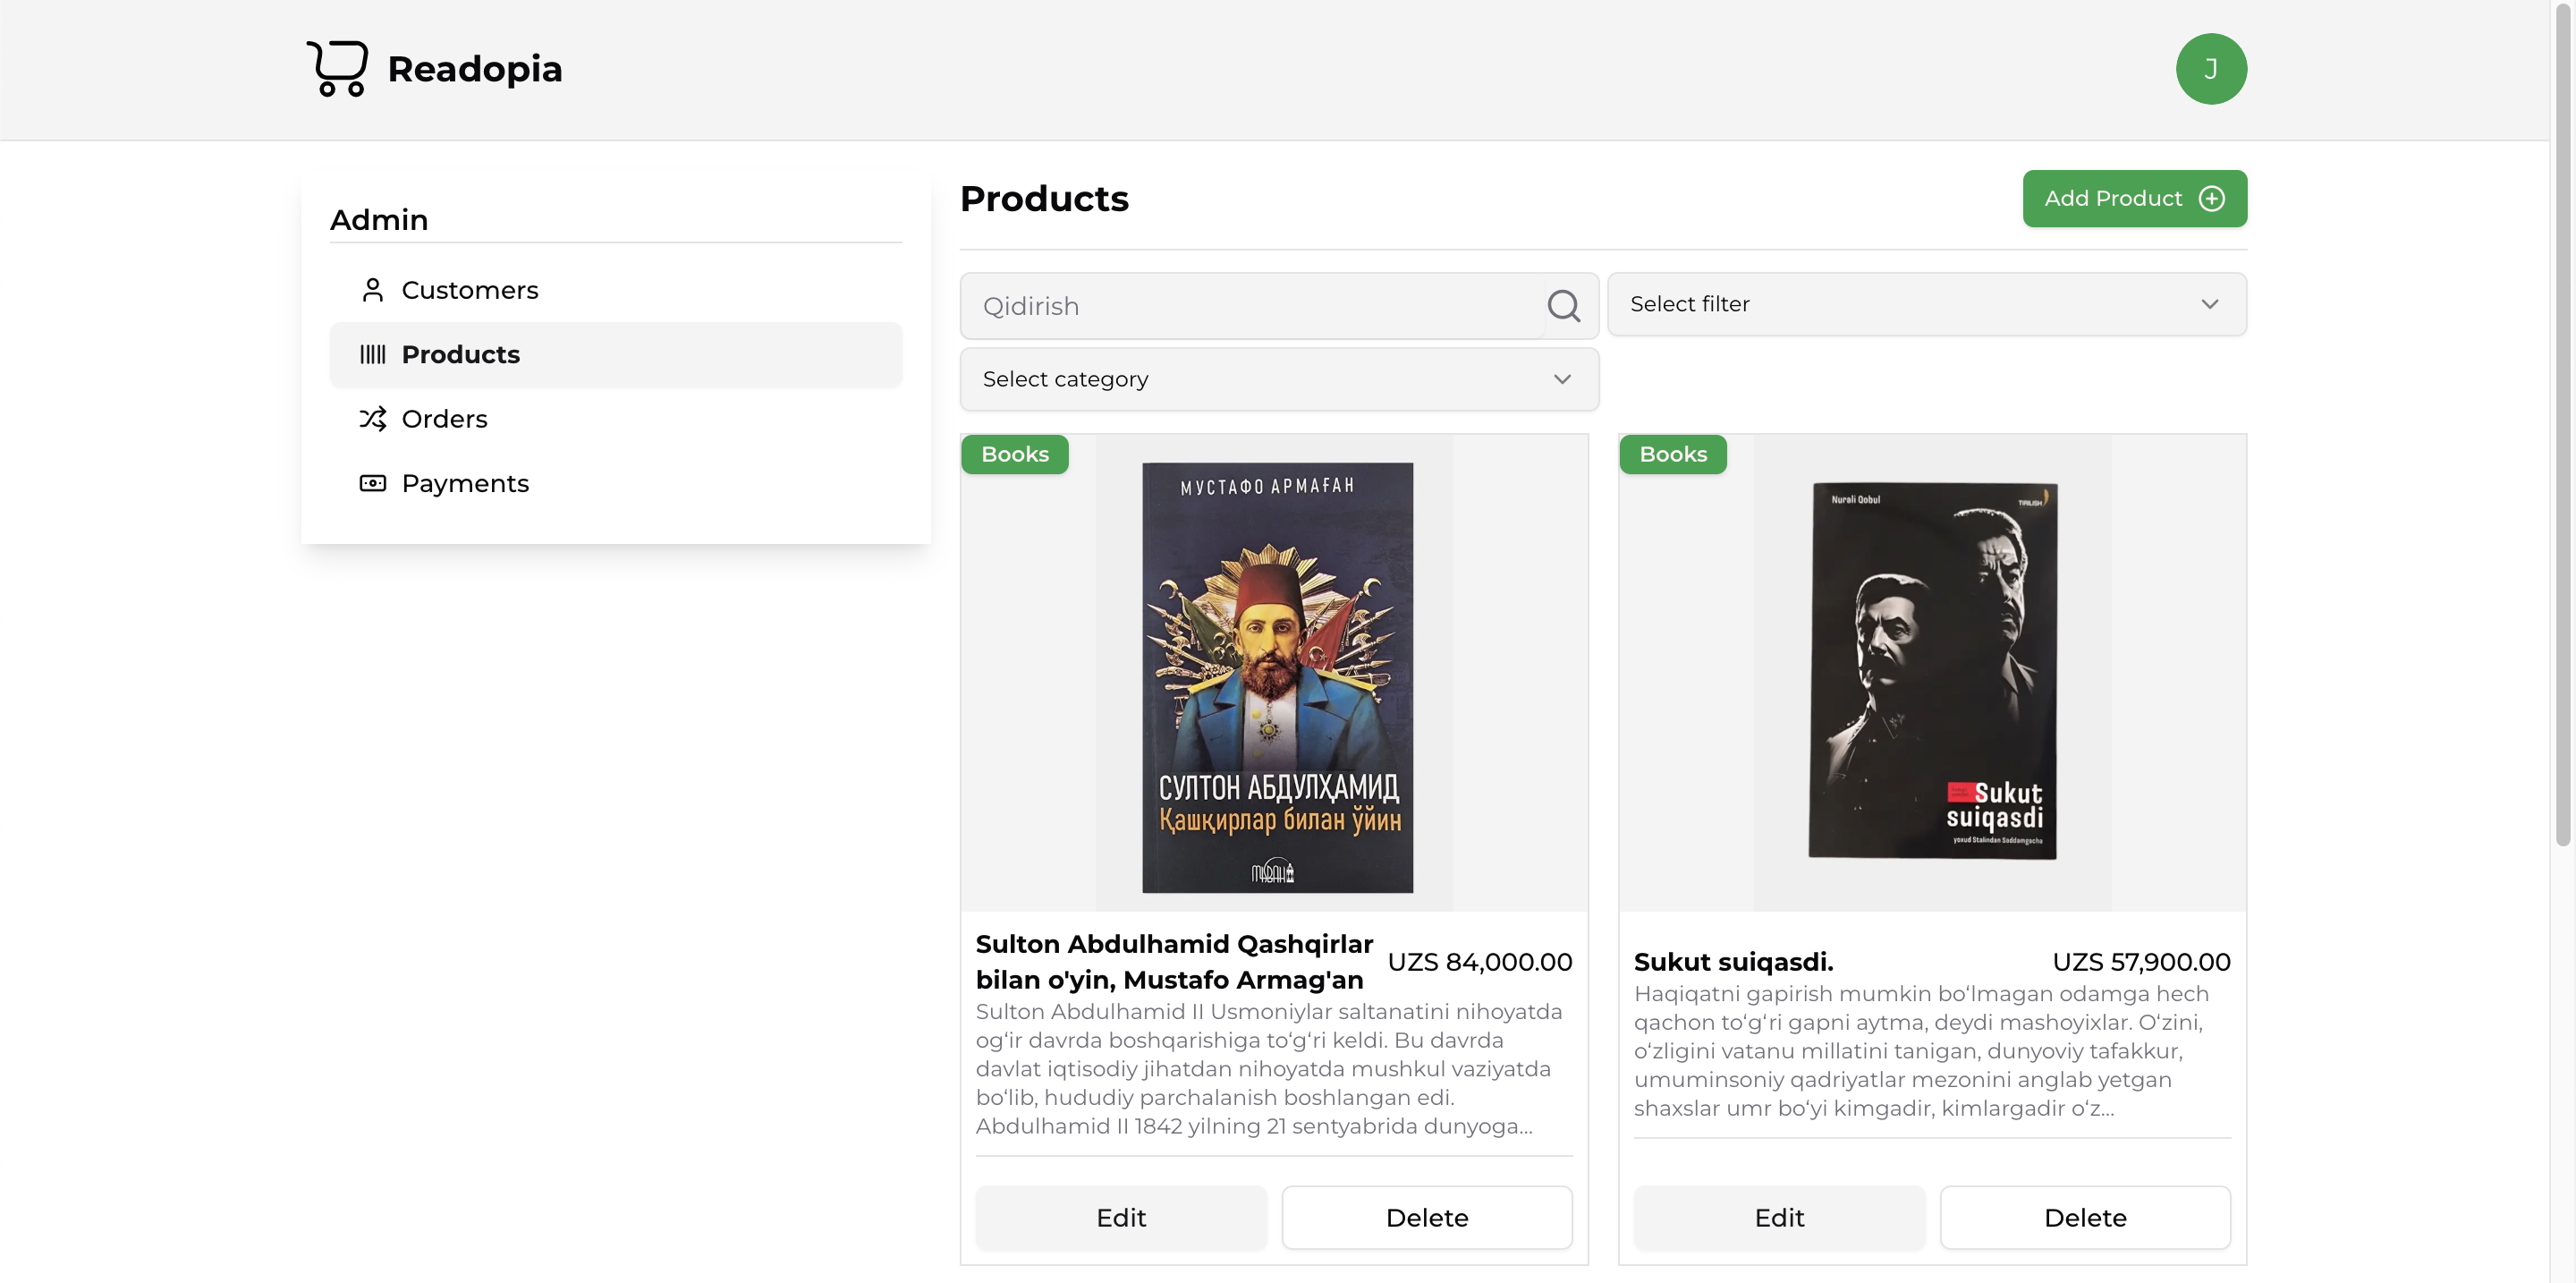 Readopia
J
Admin
Customers
Products
Orders
Payments
Products
Add Product
Qidirish
Select filter
Select category
Books
МУСТАФО АРМАҒАН
СУЛТОН АБДУЛҲАМИД
Қашқирлар билан ўйин
Sulton Abdulhamid Qashqirlar
bilan o'yin, Mustafo Armag'an
UZS 84,000.00
Sulton Abdulhamid II Usmoniylar saltanatini nihoyatda
og‘ir davrda boshqarishiga to‘g‘ri keldi. Bu davrda
davlat iqtisodiy jihatdan nihoyatda mushkul vaziyatda
bo‘lib, hududiy parchalanish boshlangan edi.
Abdulhamid II 1842 yilning 21 sentyabrida dunyoga...
Edit
Delete
Books
Nurali Qobul
TIRILISH
Sukut
suiqasdi
yoxud Stalindan Saddamgacha
Sukut suiqasdi.
UZS 57,900.00
Haqiqatni gapirish mumkin bo‘lmagan odamga hech
qachon to‘g‘ri gapni aytma, deydi mashoyixlar. O‘zini,
o‘zligini vatanu millatini tanigan, dunyoviy tafakkur,
umuminsoniy qadriyatlar mezonini anglab yetgan
shaxslar umr bo‘yi kimgadir, kimlargadir o‘z...
Edit
Delete